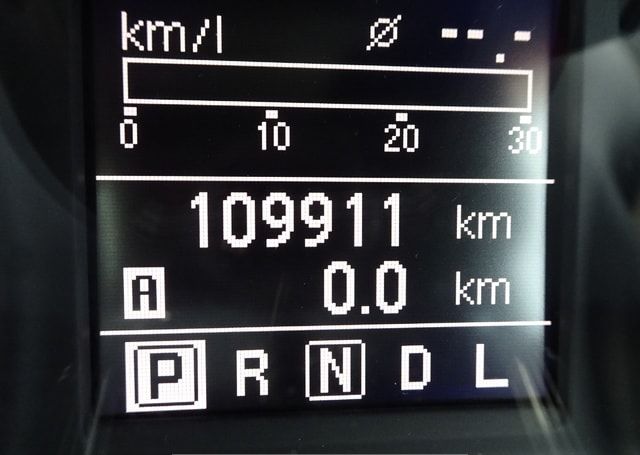 km/l Ø --.-
0 10 20 30
109911 km
A 0.0 km
P R N D L